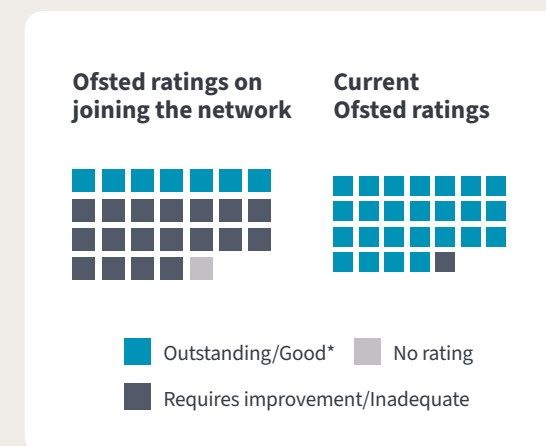 Ofsted ratings on
joining the network
Current
Ofsted ratings
Outstanding/Good*
No rating
Requires improvement/Inadequate